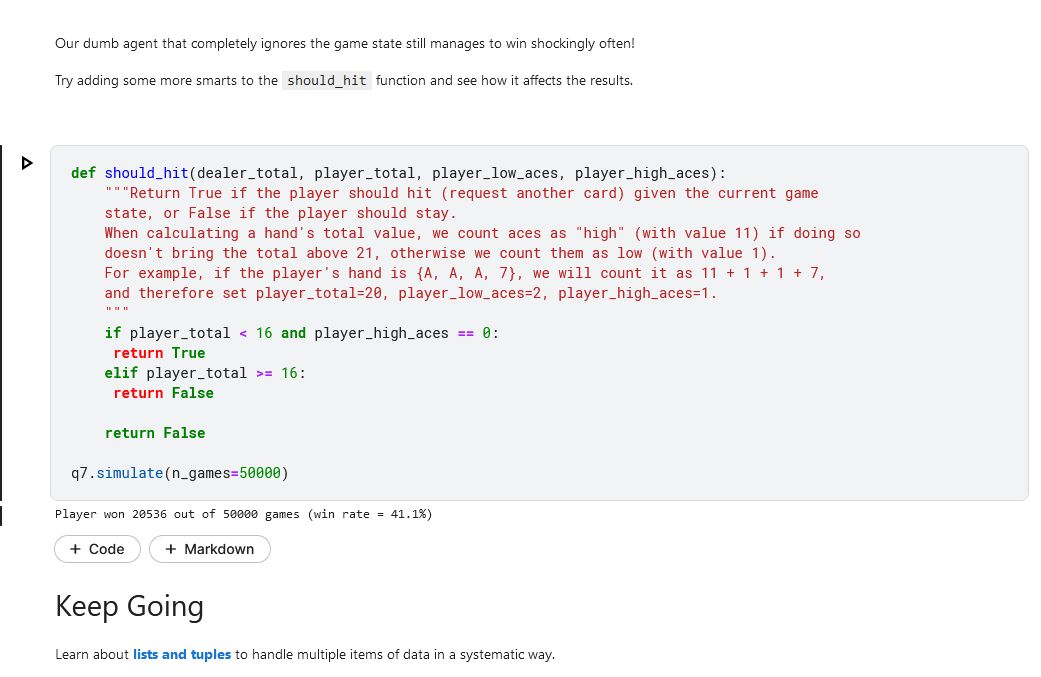 Our dumb agent that completely ignores the game state still manages to win shockingly often!
Try adding some more smarts to the should_hit function and see how it affects the results.
def should_hit(dealer_total, player_total, player_low_aces, player_high_aces):
    """Return True if the player should hit (request another card) given the current game
    state, or False if the player should stay.
    When calculating a hand's total value, we count aces as "high" (with value 11) if doing so
    doesn't bring the total above 21, otherwise we count them as low (with value 1).
    For example, if the player's hand is {A, A, A, 7}, we will count it as 11 + 1 + 1 + 7,
    and therefore set player_total=20, player_low_aces=2, player_high_aces=1.
    """
    if player_total < 16 and player_high_aces == 0:
     return True
    elif player_total >= 16:
     return False
    return False
q7.simulate(n_games=50000)
Player won 20536 out of 50000 games (win rate = 41.1%)
+ Code + Markdown
Keep Going
Learn about lists and tuples to handle multiple items of data in a systematic way.